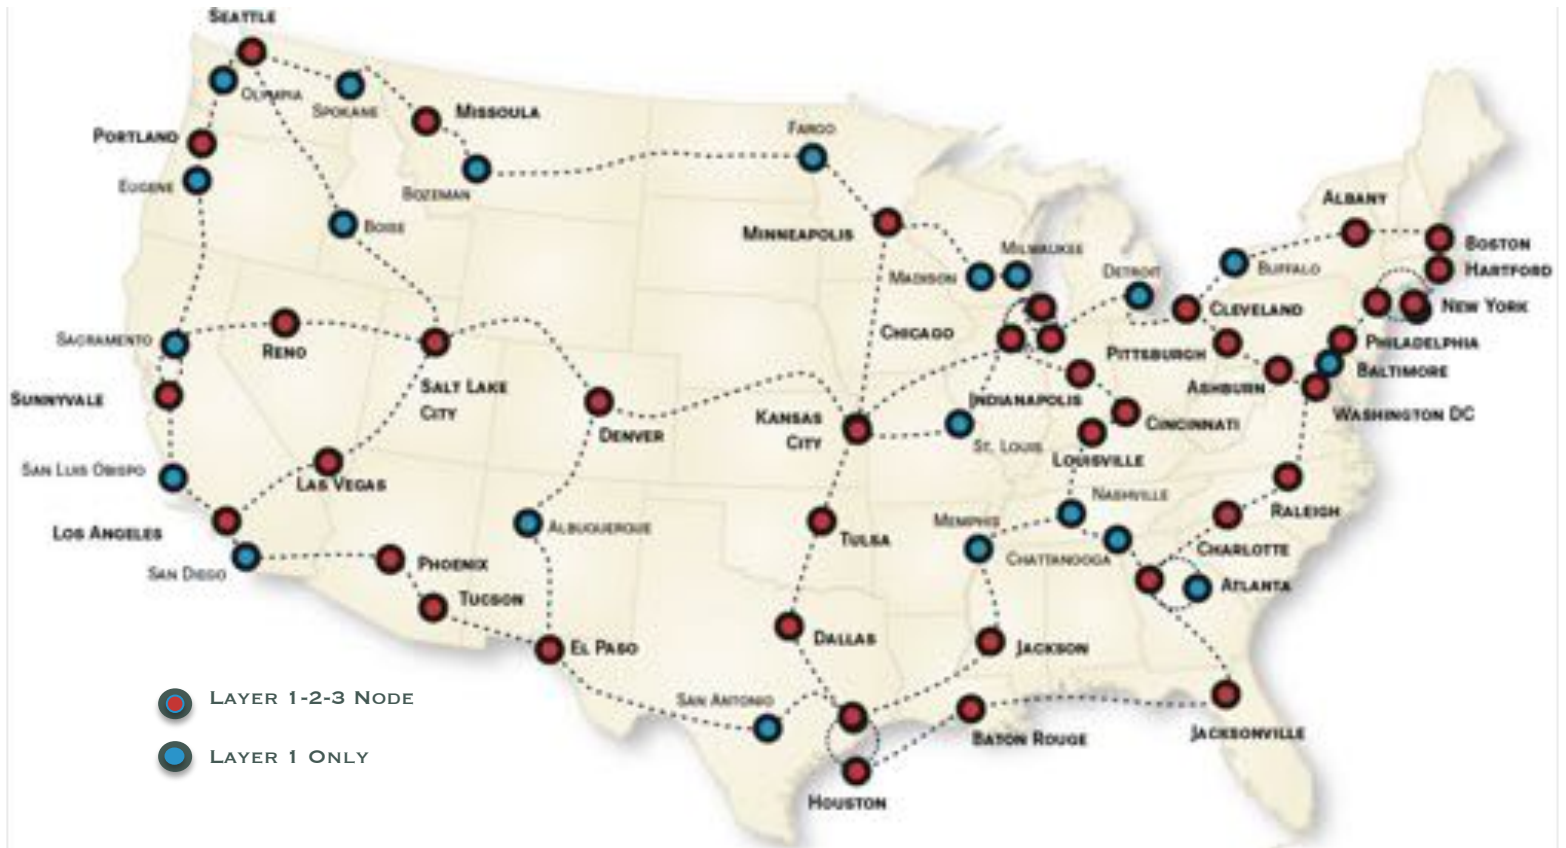 SEATTLE
OLYMPIA
SPOKANE
MISSOULA
PORTLAND
FARGO
EUGENE
BOZEMAN
BOISE
MINNEAPOLIS
ALBANY
BOSTON
MILWAUKEE
MADISON
DETROIT
BUFFALO
HARTFORD
CLEVELAND
NEW YORK
SACRAMENTO
RENO
CHICAGO
PITTSBURGH
PHILADELPHIA
BALTIMORE
SUNNYVALE
SALT LAKE
CITY
ASHBURN
INDIANAPOLIS
WASHINGTON DC
KANSAS
CITY
DENVER
CINCINNATI
ST. LOUIS
LOUISVILLE
SAN LUIS OBISPO
LAS VEGAS
NASHVILLE
RALEIGH
LOS ANGELES
ALBUQUERQUE
TULSA
MEMPHIS
CHATTANOOGA
CHARLOTTE
SAN DIEGO
PHOENIX
ATLANTA
TUCSON
DALLAS
JACKSON
EL PASO
SAN ANTONIO
LAYER 1-2-3 NODE
JACKSONVILLE
BATON ROUGE
LAYER 1 ONLY
HOUSTON